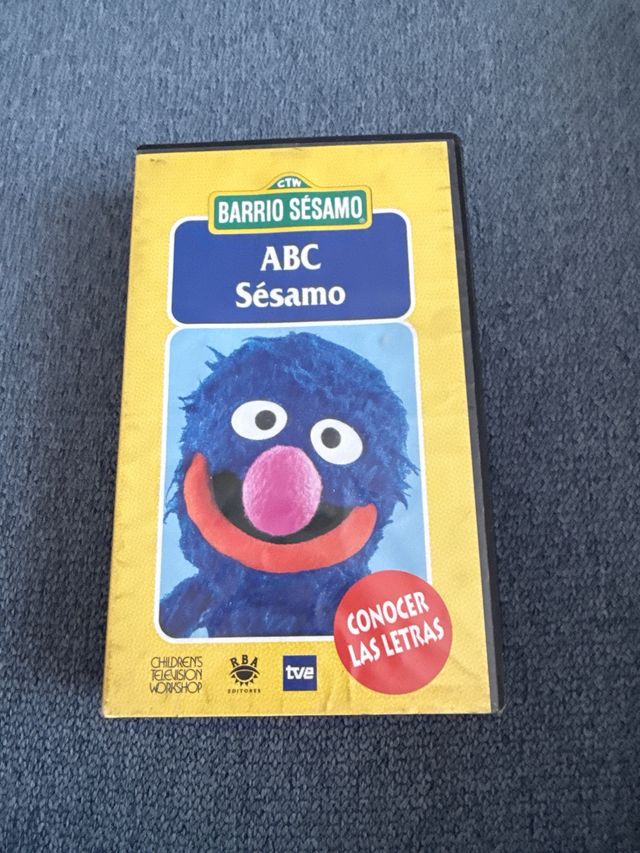 CTW
BARRIO SÉSAMO
ABC
Sésamo
CONOCER
LAS LETRAS
CHILDREN'S
TELEVISION
WORKSHOP
RBA
EDITORES
tve